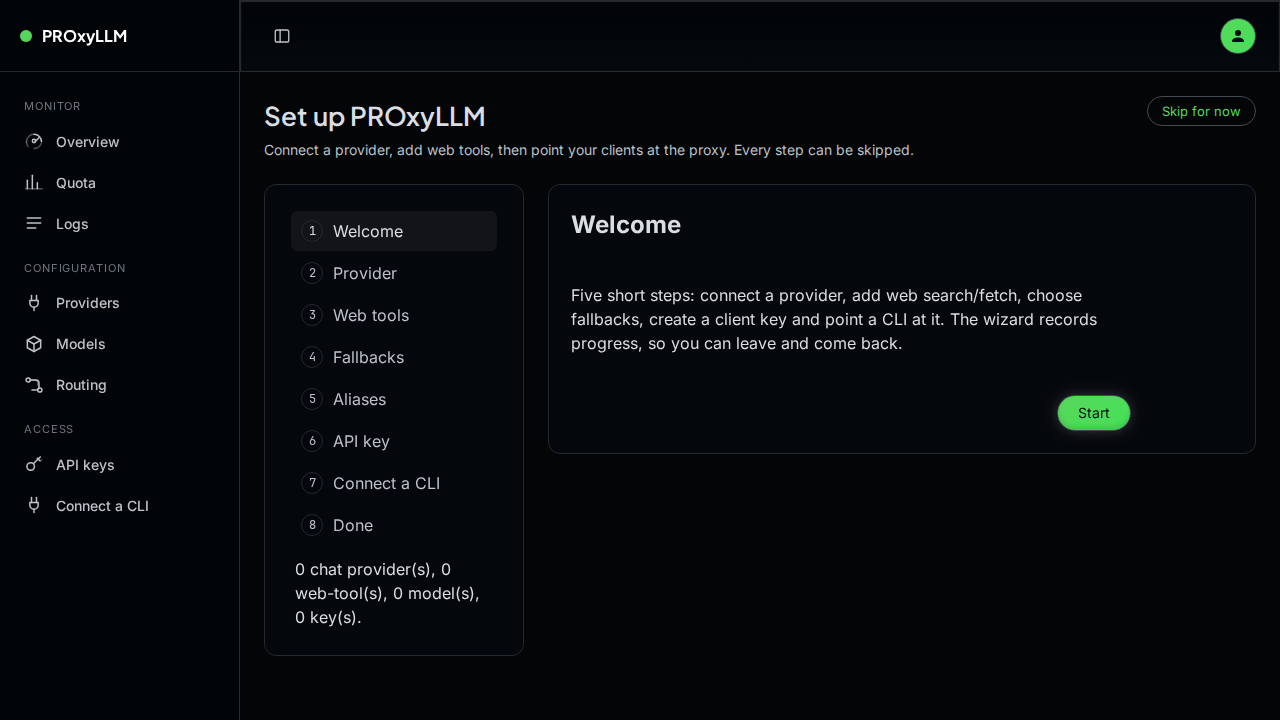 PROxyLLM
MONITOR
Overview
Quota
Logs
CONFIGURATION
Providers
Models
Routing
ACCESS
API keys
Connect a CLI
Set up PROxyLLM
Skip for now
Connect a provider, add web tools, then point your clients at the proxy. Every step can be skipped.
1 Welcome
2 Provider
3 Web tools
4 Fallbacks
5 Aliases
6 API key
7 Connect a CLI
8 Done
0 chat provider(s), 0
web-tool(s), 0 model(s),
0 key(s).
Welcome
Five short steps: connect a provider, add web search/fetch, choose
fallbacks, create a client key and point a CLI at it. The wizard records
progress, so you can leave and come back.
Start